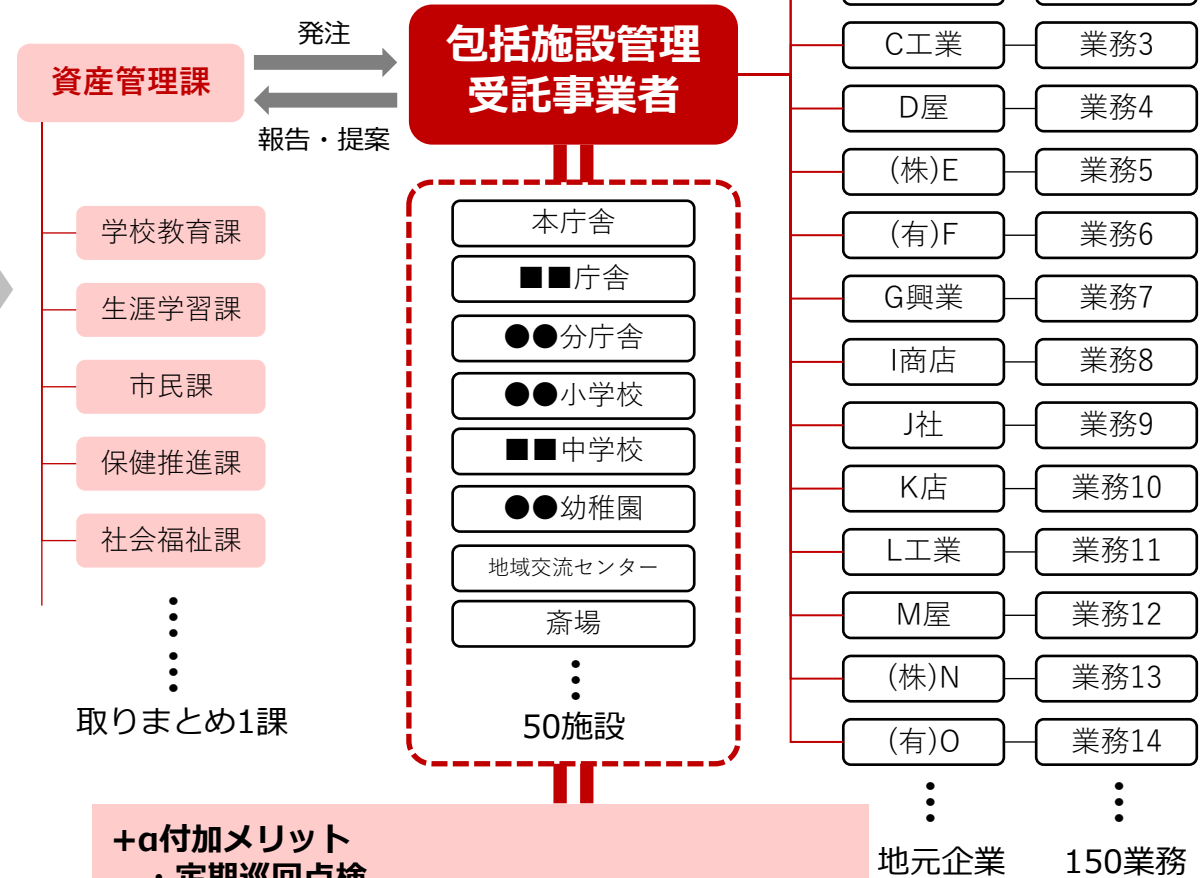 資産管理課
発注
報告・提案
包括施設管理
受託事業者
学校教育課
生涯学習課
市民課
保健推進課
社会福祉課
取りまとめ1課
本庁舎
■■庁舎
●●分庁舎
●●小学校
■■中学校
●●幼稚園
地域交流センター
斎場
50施設
C工業 業務3
D屋 業務4
(株)E 業務5
(有)F 業務6
G興業 業務7
I商店 業務8
J社 業務9
K店 業務10
L工業 業務11
M屋 業務12
(株)N 業務13
(有)O 業務14
地元企業 150業務
+α付加メリット
・定期巡回点検